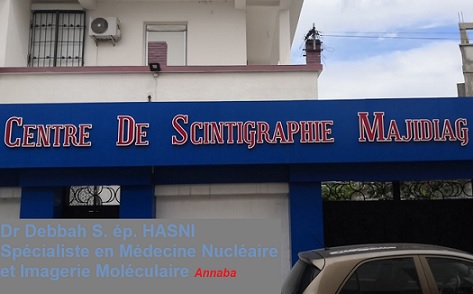 CENTRE DE SCINTIGRAPHIE MAJIDIAG
Dr Debbah S. ép. HASNI
Spécialiste en Médecine Nucléaire
et Imagerie Moléculaire Annaba